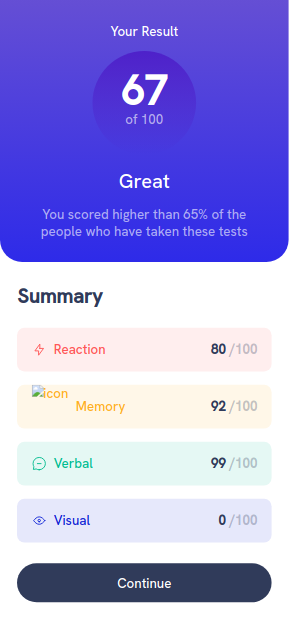 Your Result
67
of 100
Great
You scored higher than 65% of the
people who have taken these tests
Summary
Reaction 80 /100
icon
Memory 92 /100
Verbal 99 /100
Visual 0 /100
Continue